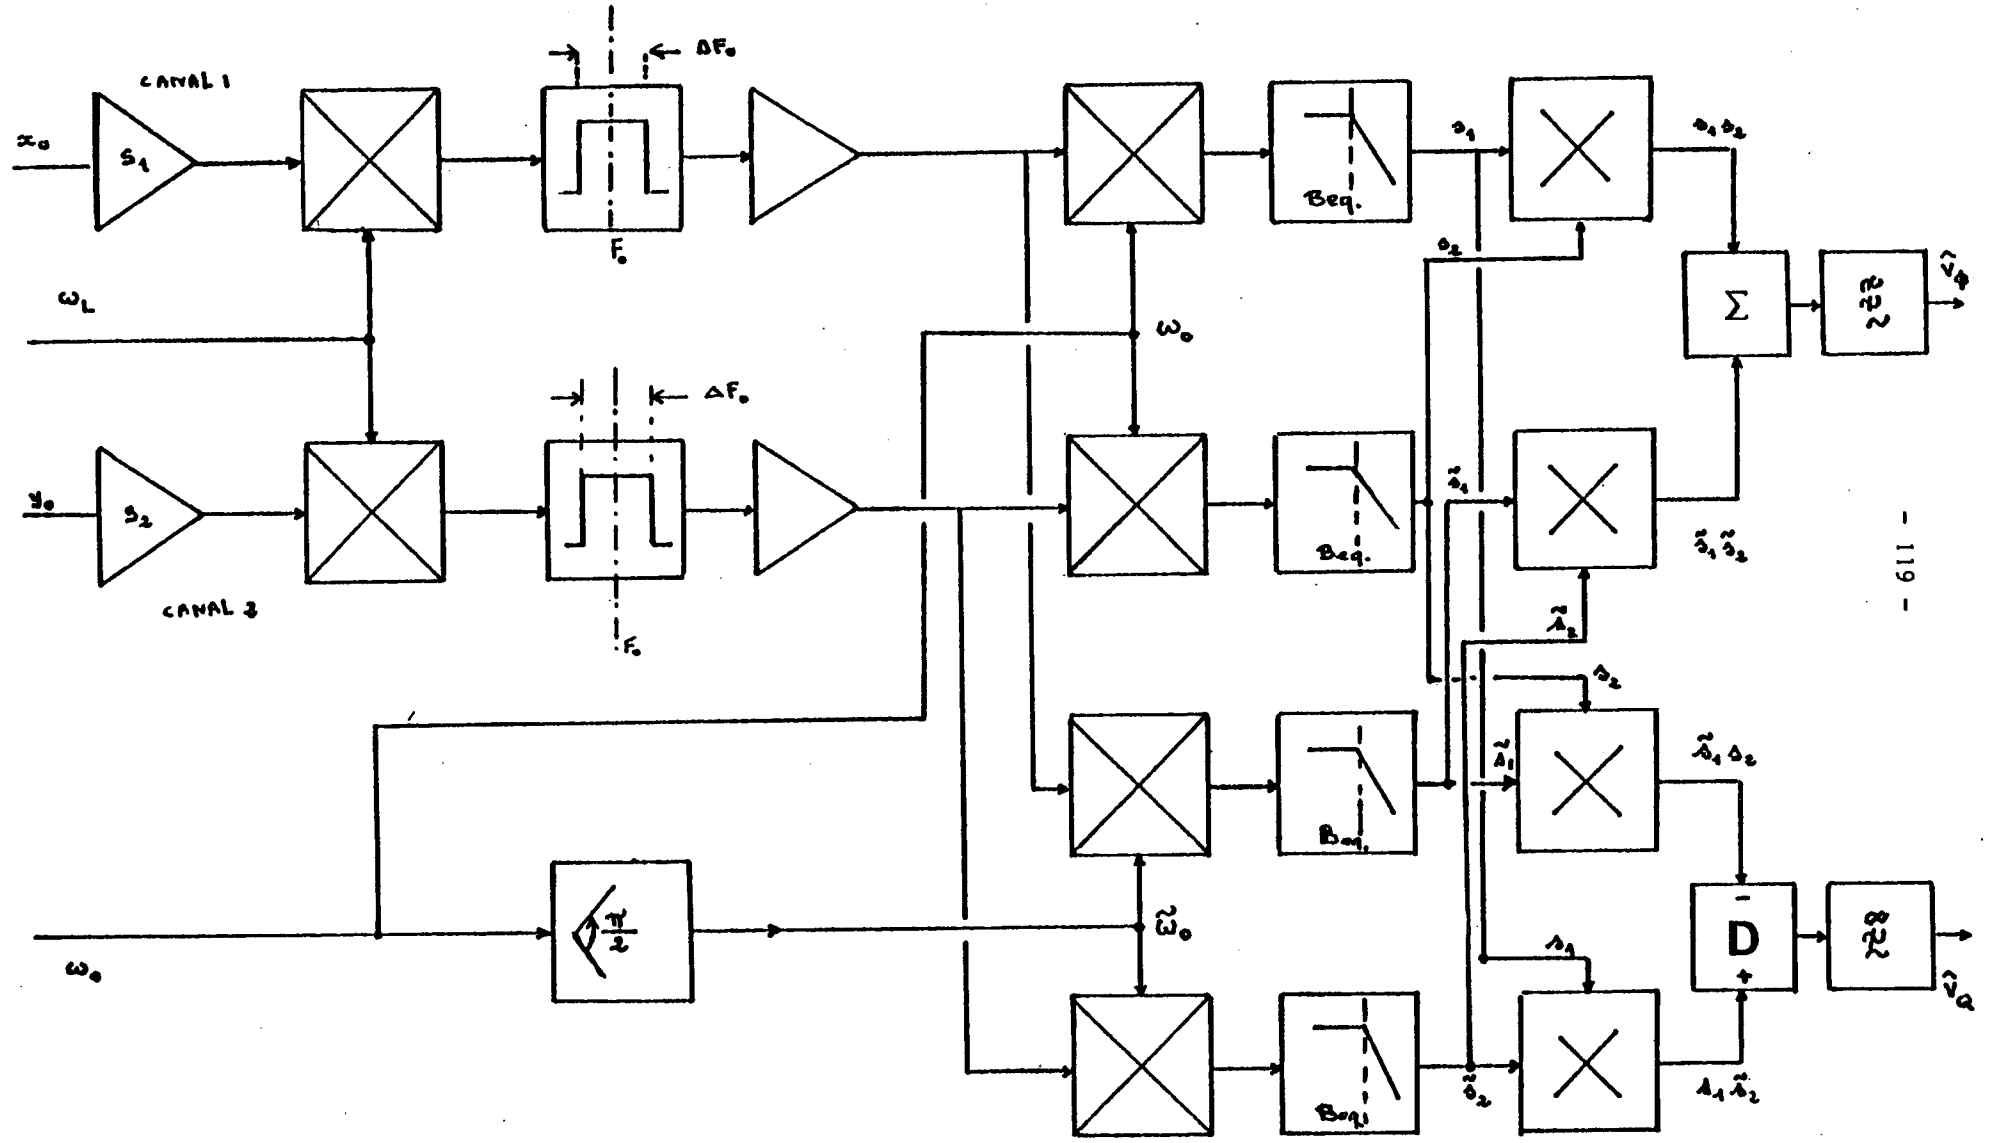 CANAL 1
ΔF₀
x₀
S₁
F₀
Beq.
s₁
s₁s₂
s₂
ω_L
ω₀
Σ
≈
~
v̂_Φ
ΔF₀
y₀
S₂
F₀
CANAL 2
Beq.
s̃₁
s̃₁s̃₂
s̃₂
- 119 -
s₂
Beq.
s̃₁
s̃₁s₂
ω₀
π/2
ω̃₀
s₁
-
D
+
v̂_Q
Beq.
s̃₂
s₁s̃₂